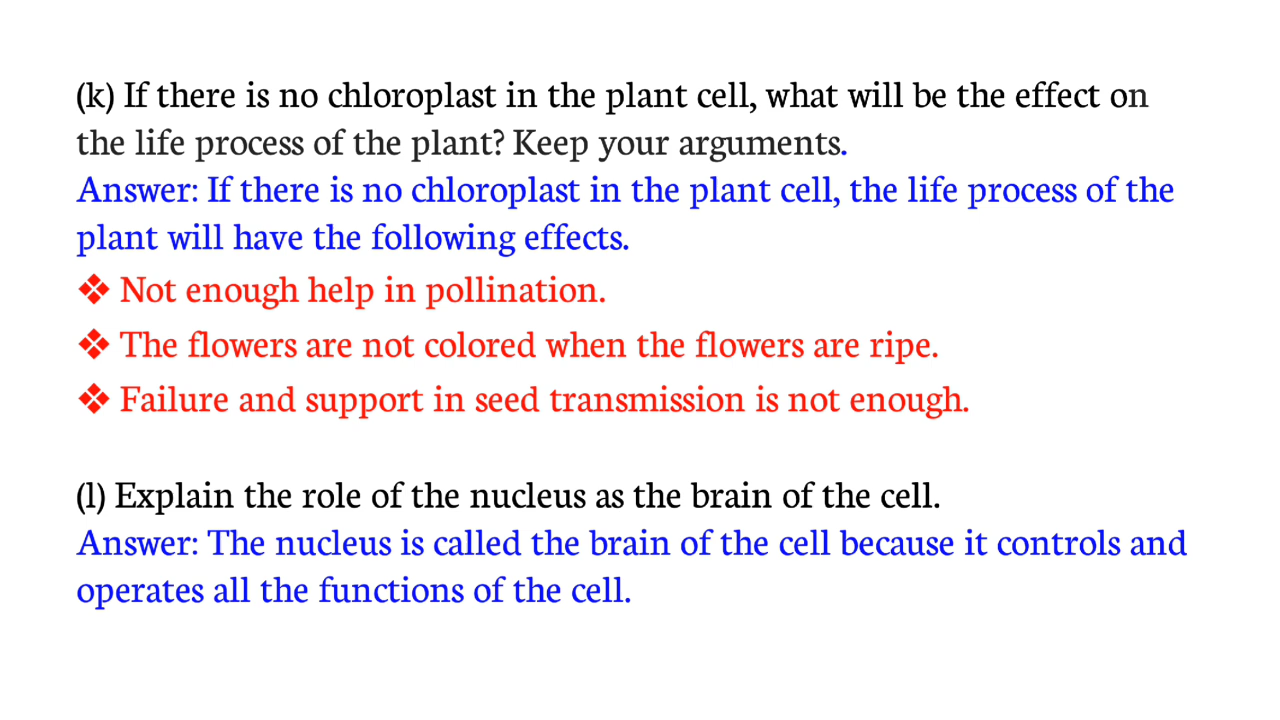 (k) If there is no chloroplast in the plant cell, what will be the effect on
the life process of the plant? Keep your arguments.
Answer: If there is no chloroplast in the plant cell, the life process of the
plant will have the following effects.
❖ Not enough help in pollination.
❖ The flowers are not colored when the flowers are ripe.
❖ Failure and support in seed transmission is not enough.
(l) Explain the role of the nucleus as the brain of the cell.
Answer: The nucleus is called the brain of the cell because it controls and
operates all the functions of the cell.